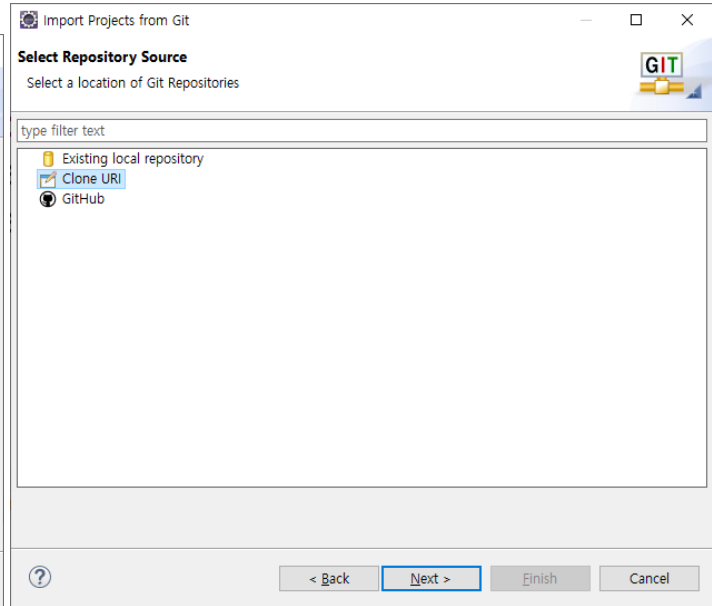 Import Projects from Git
Select Repository Source
Select a location of Git Repositories
GIT
type filter text
Existing local repository
Clone URI
GitHub
?
< Back
Next >
Finish
Cancel